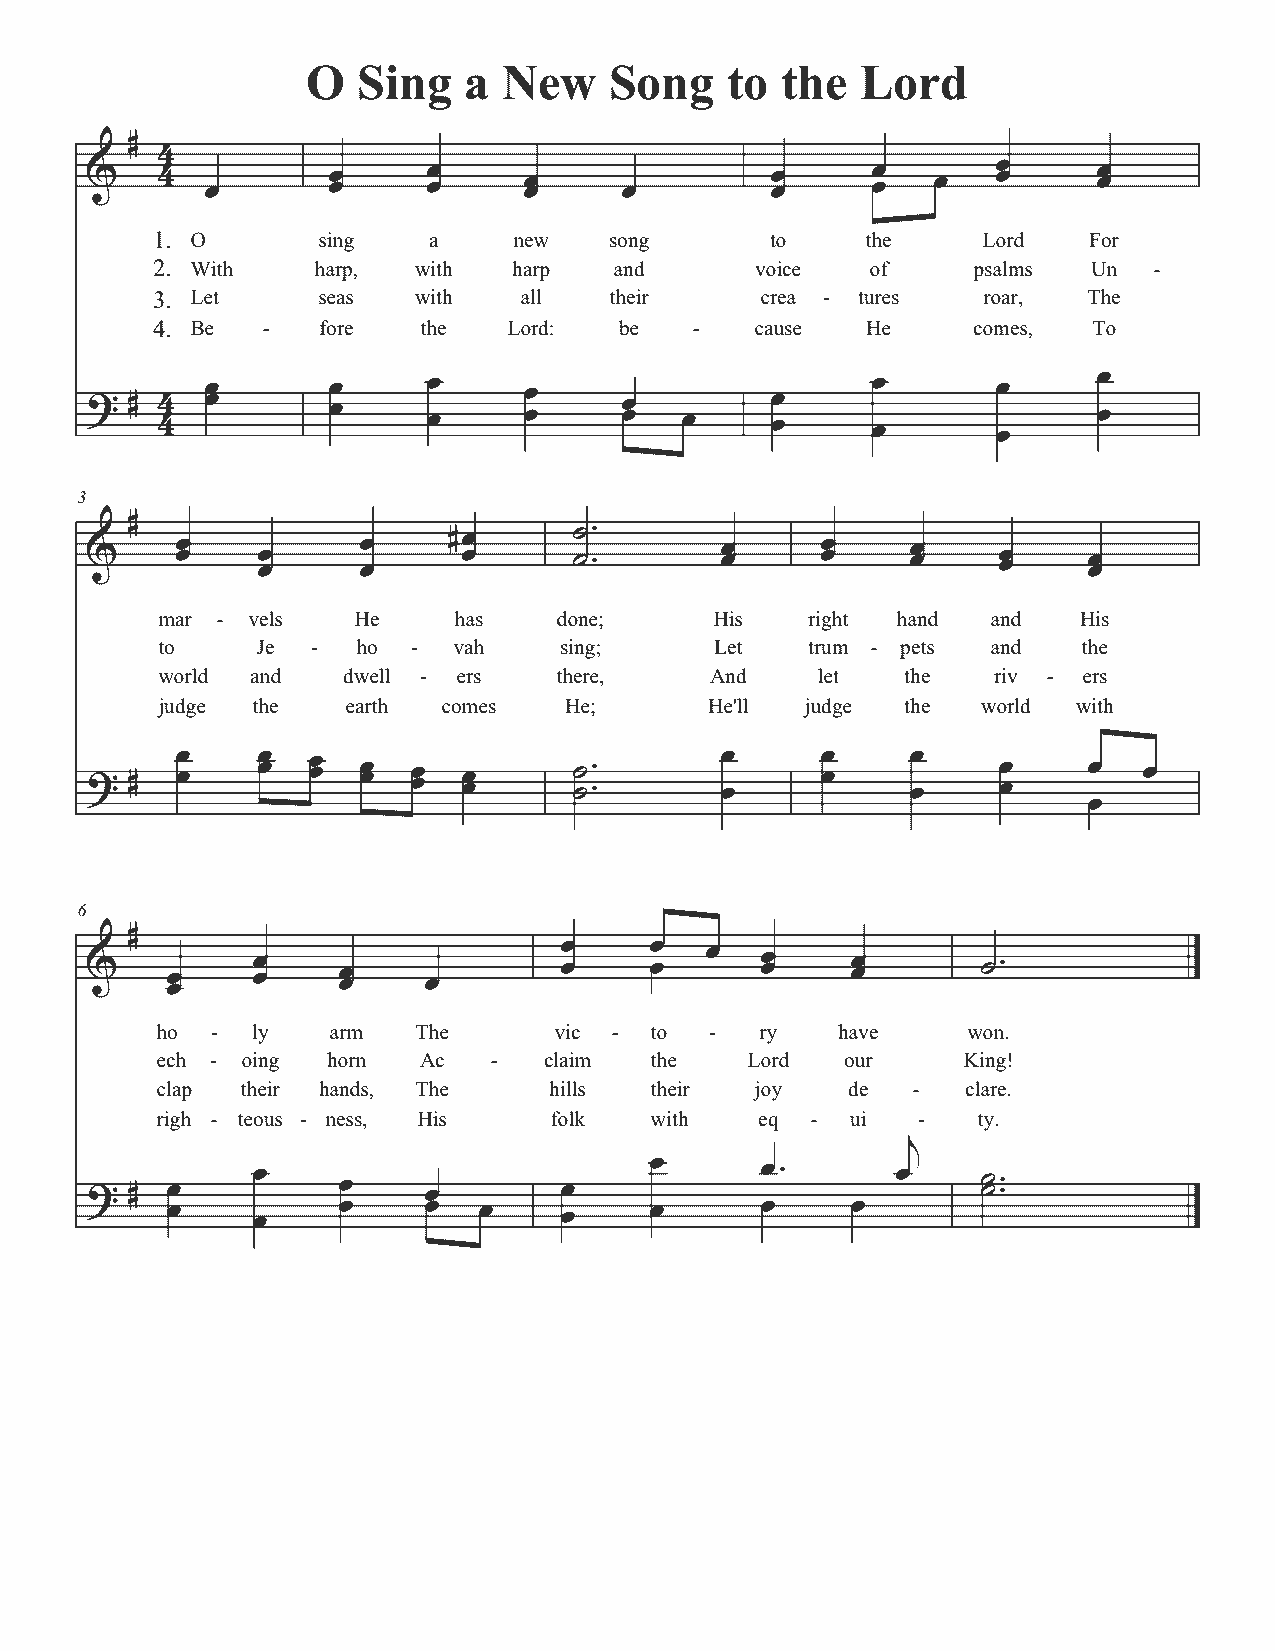 O Sing a New Song to the Lord
1. O sing a new song to the Lord For
2. With harp, with harp and voice of psalms Un -
3. Let seas with all their crea - tures roar, The
4. Be - fore the Lord: be - cause He comes, To
3
mar - vels He has done; His right hand and His
to Je - ho - vah sing; Let trum - pets and the
world and dwell - ers there, And let the riv - ers
judge the earth comes He; He'll judge the world with
6
ho - ly arm The vic - to - ry have won.
ech - oing horn Ac - claim the Lord our King!
clap their hands, The hills their joy de - clare.
righ - teous - ness, His folk with eq - ui - ty.